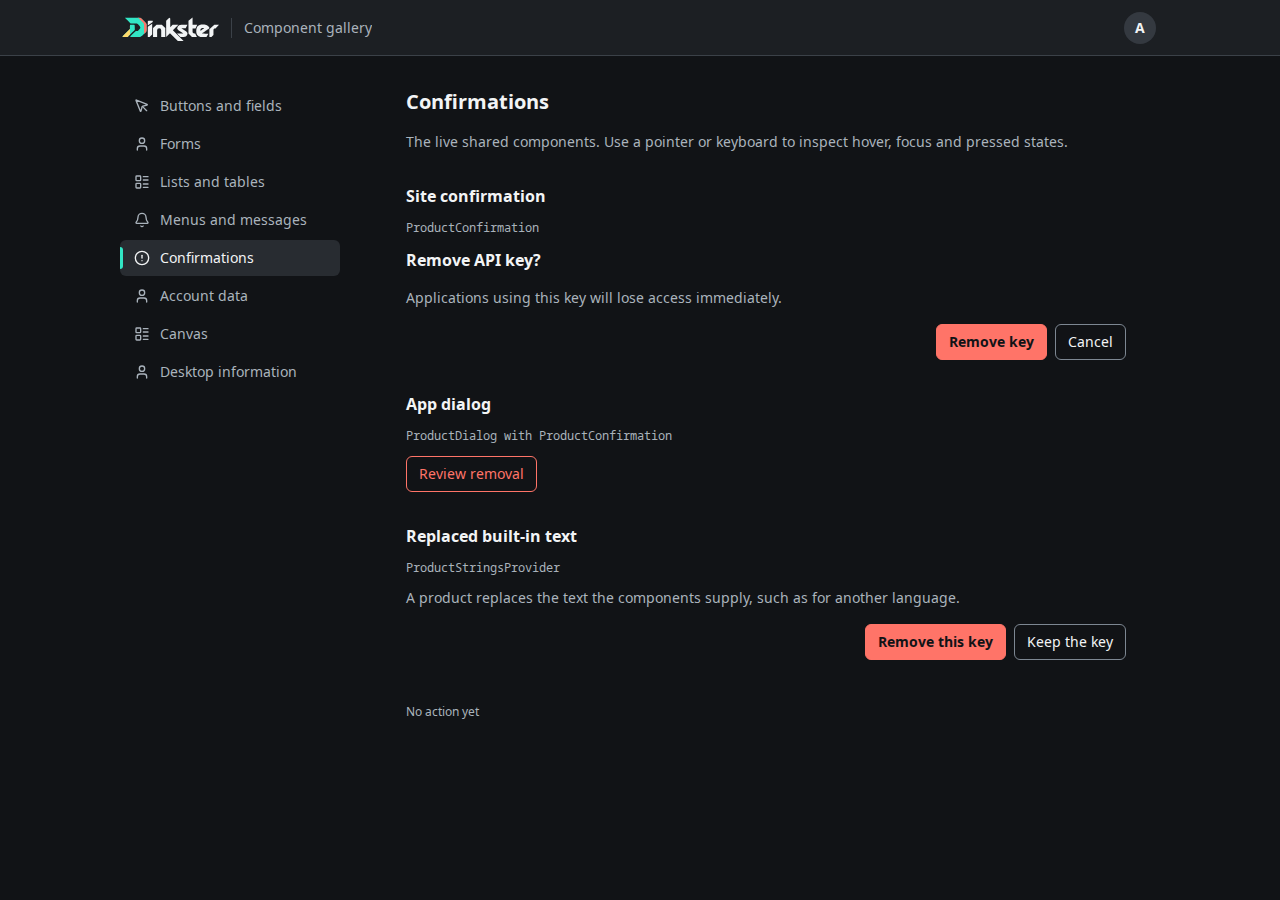 Dinkster
Component gallery
A
Buttons and fields
Forms
Lists and tables
Menus and messages
Confirmations
Account data
Canvas
Desktop information
Confirmations
The live shared components. Use a pointer or keyboard to inspect hover, focus and pressed states.
Site confirmation
ProductConfirmation
Remove API key?
Applications using this key will lose access immediately.
Remove key
Cancel
App dialog
ProductDialog with ProductConfirmation
Review removal
Replaced built-in text
ProductStringsProvider
A product replaces the text the components supply, such as for another language.
Remove this key
Keep the key
No action yet